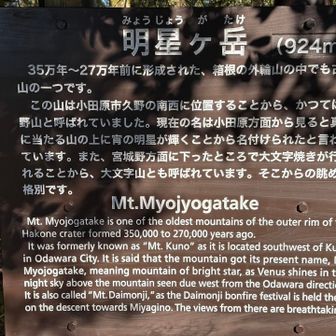 みょうじょう が たけ
明星ヶ岳 (924m
35万年～27万年前に形成された、箱根の外輪山の中でも古
山の一つです。
この山は小田原市久野の南西に位置することから、かつては
野山と呼ばれていました。現在の名は小田原方面から見ると真
に当たる山の上に宵の明星が輝くことから名付けられたと言わ
ています。また、宮城野方面に下ったところで大文字焼きが行
れることから、大文字山とも呼ばれています。そこからの眺め
格別です。
Mt.Myojyogatake
Mt. Myojogatake is one of the oldest mountains of the outer rim of
Hakone crater formed 350,000 to 270,000 years ago.
It was formerly known as "Mt. Kuno" as it is located southwest of Ku
in Odawara City. It is said that the mountain got its present name,
Myojogatake, meaning mountain of bright star, as Venus shines in t
night sky above the mountain seen due west from the Odawara direc
It is also called "Mt.Daimonji," as the Daimonji bonfire festival is held
on the descent towards Miyagino. The views from there are breathta